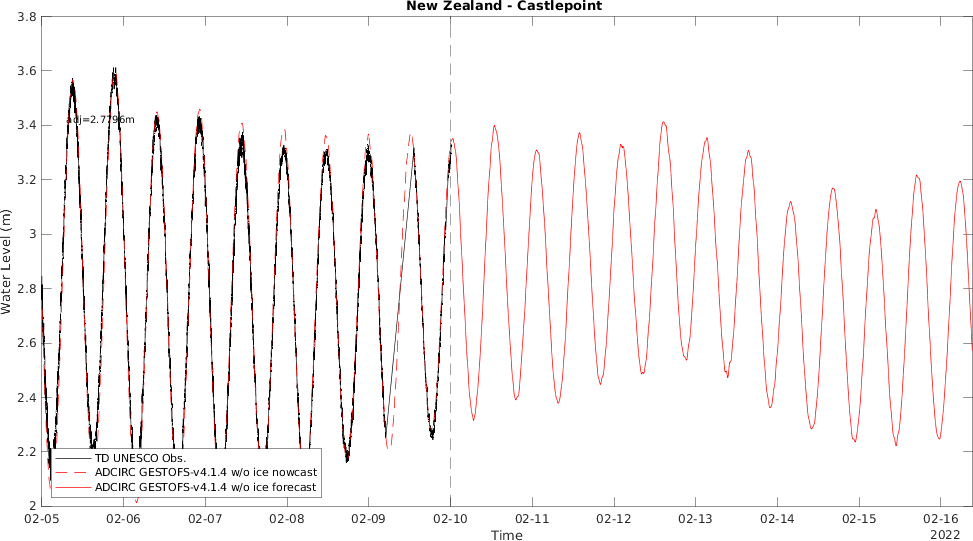 New Zealand - Castlepoint
Water Level (m)
3.8
3.6
3.4
3.2
3
2.8
2.6
2.4
2.2
2
adj=2.7796m
TD UNESCO Obs.
ADCIRC GESTOFS-v4.1.4 w/o ice nowcast
ADCIRC GESTOFS-v4.1.4 w/o ice forecast
02-05 02-06 02-07 02-08 02-09 02-10 02-11 02-12 02-13 02-14 02-15 02-16
Time
2022